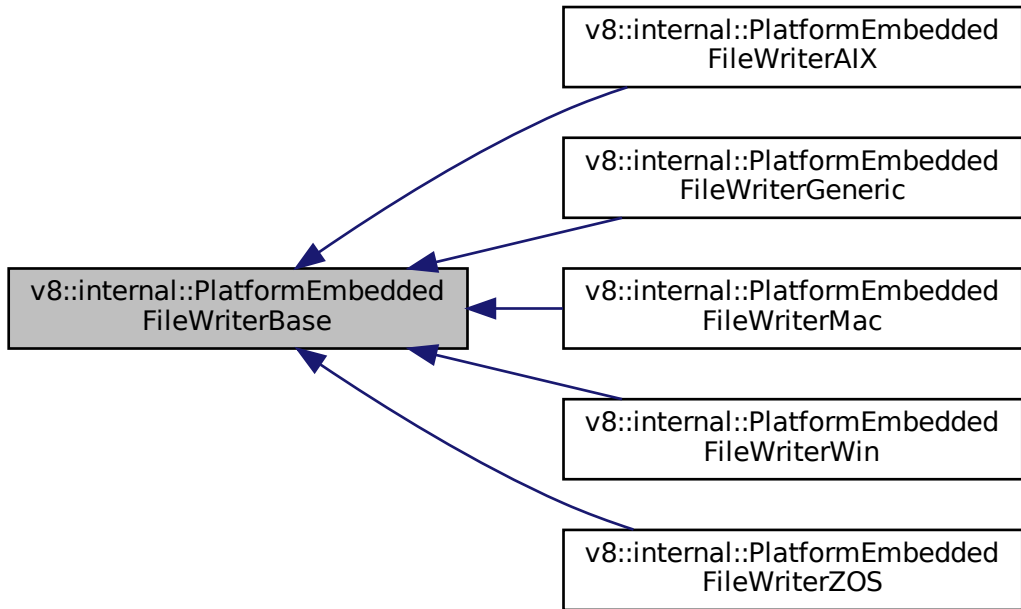 v8::internal::PlatformEmbedded
FileWriterAIX
v8::internal::PlatformEmbedded
FileWriterGeneric
v8::internal::PlatformEmbedded
FileWriterBase
v8::internal::PlatformEmbedded
FileWriterMac
v8::internal::PlatformEmbedded
FileWriterWin
v8::internal::PlatformEmbedded
FileWriterZOS